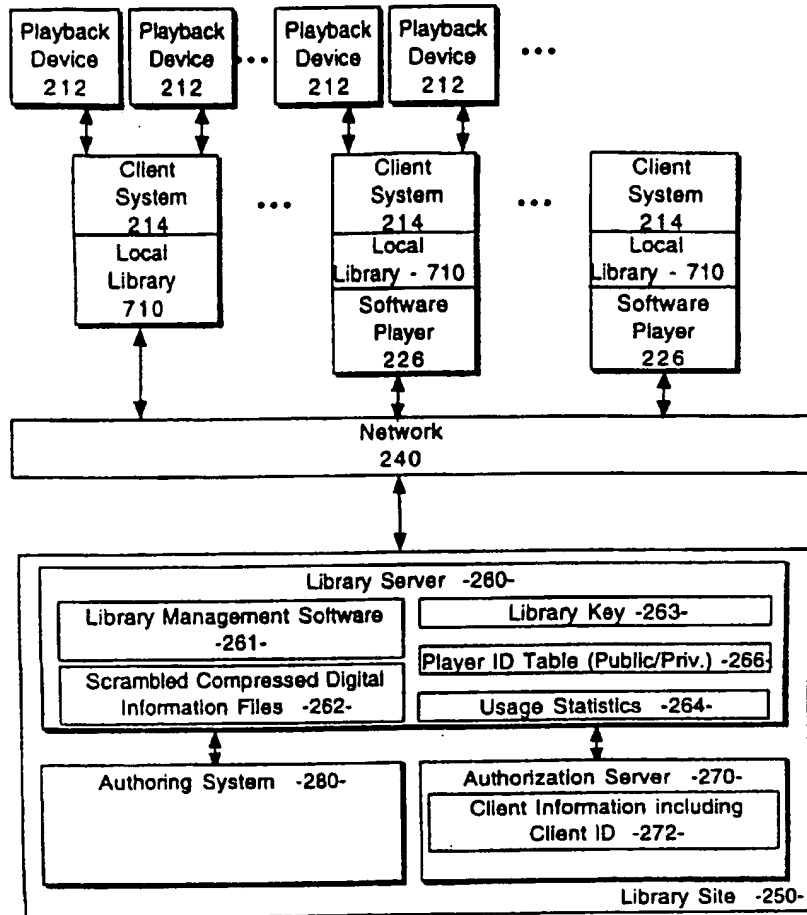 Playback
Device
212
Playback
Device
212
...
Playback
Device
212
Playback
Device
212
...
Client
System
214
Local
Library
710
...
Client
System
214
Local
Library - 710
Software
Player
226
...
Client
System
214
Local
Library - 710
Software
Player
226
Network
240
Library Server -260-
Library Management Software
-261-
Scrambled Compressed Digital
Information Files -262-
Library Key -263-
Player ID Table (Public/Priv.) -266-
Usage Statistics -264-
Authoring System -280-
Authorization Server -270-
Client Information including
Client ID -272-
Library Site -250-